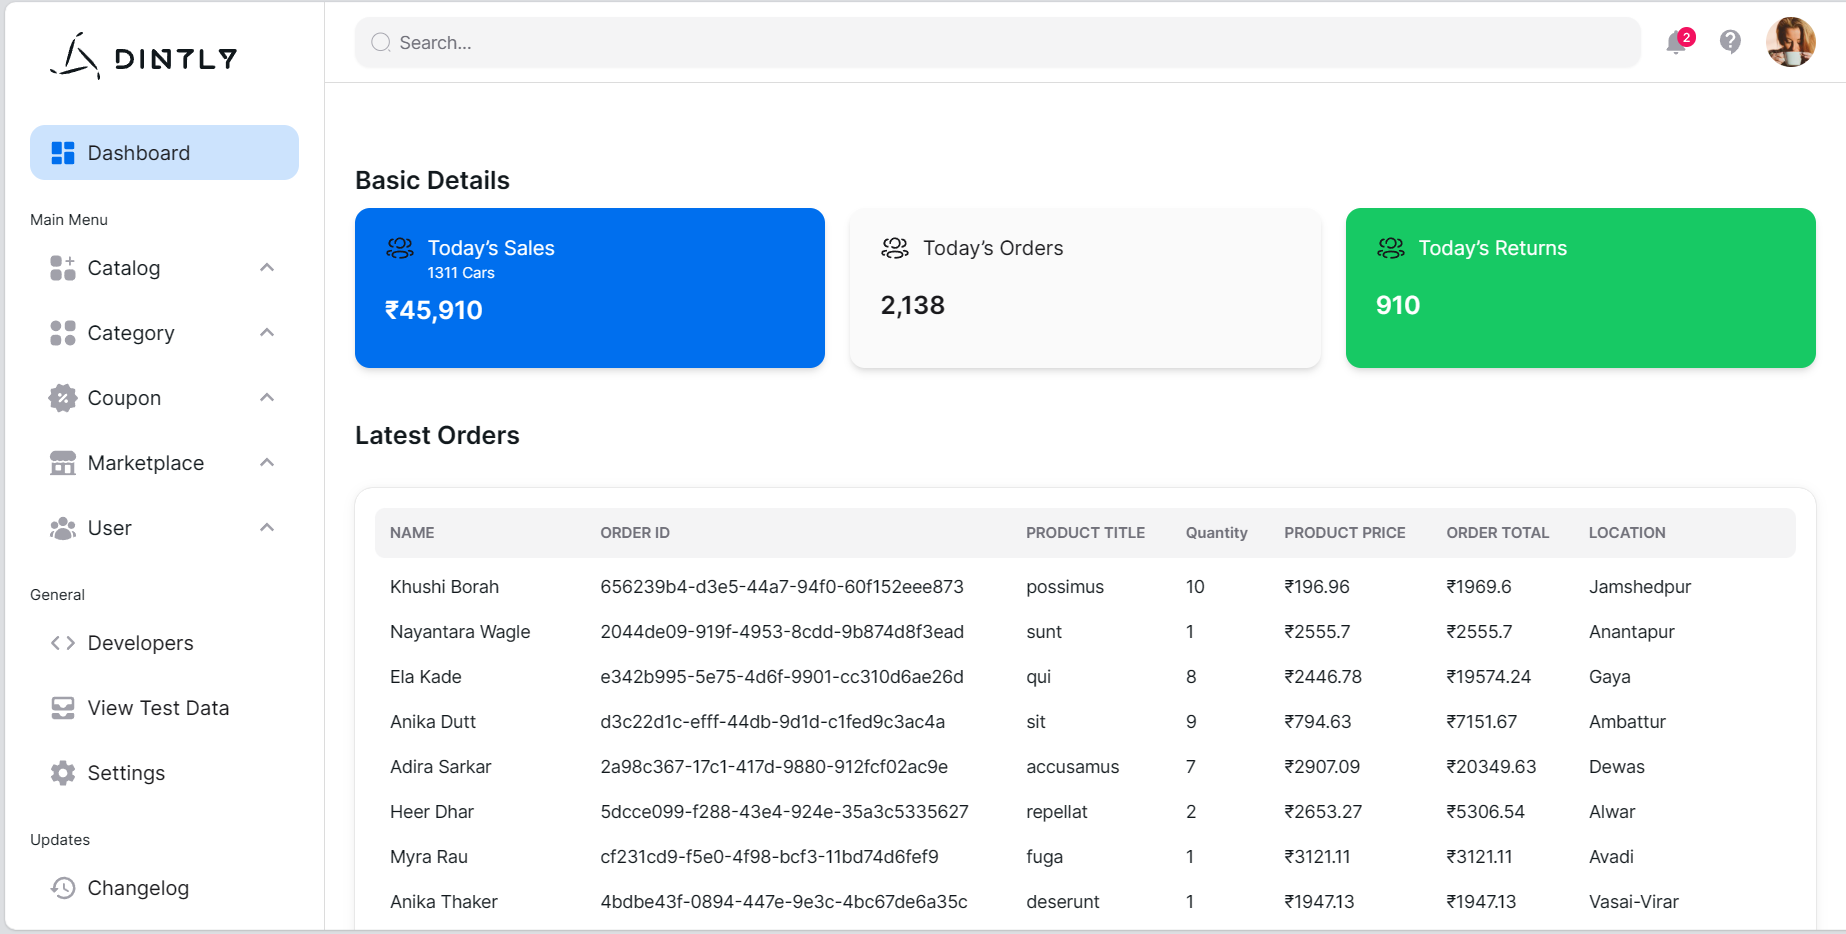 DINTLY
Search...
2
Dashboard
Main Menu
Catalog
Category
Coupon
Marketplace
User
General
Developers
View Test Data
Settings
Updates
Changelog
Basic Details
Today’s Sales
1311 Cars
₹45,910
Today’s Orders
2,138
Today’s Returns
910
Latest Orders
NAME ORDER ID PRODUCT TITLE Quantity PRODUCT PRICE ORDER TOTAL LOCATION
Khushi Borah 656239b4-d3e5-44a7-94f0-60f152eee873 possimus 10 ₹196.96 ₹1969.6 Jamshedpur
Nayantara Wagle 2044de09-919f-4953-8cdd-9b874d8f3ead sunt 1 ₹2555.7 ₹2555.7 Anantapur
Ela Kade e342b995-5e75-4d6f-9901-cc310d6ae26d qui 8 ₹2446.78 ₹19574.24 Gaya
Anika Dutt d3c22d1c-efff-44db-9d1d-c1fed9c3ac4a sit 9 ₹794.63 ₹7151.67 Ambattur
Adira Sarkar 2a98c367-17c1-417d-9880-912fcf02ac9e accusamus 7 ₹2907.09 ₹20349.63 Dewas
Heer Dhar 5dcce099-f288-43e4-924e-35a3c5335627 repellat 2 ₹2653.27 ₹5306.54 Alwar
Myra Rau cf231cd9-f5e0-4f98-bcf3-11bd74d6fef9 fuga 1 ₹3121.11 ₹3121.11 Avadi
Anika Thaker 4bdbe43f-0894-447e-9e3c-4bc67de6a35c deserunt 1 ₹1947.13 ₹1947.13 Vasai-Virar